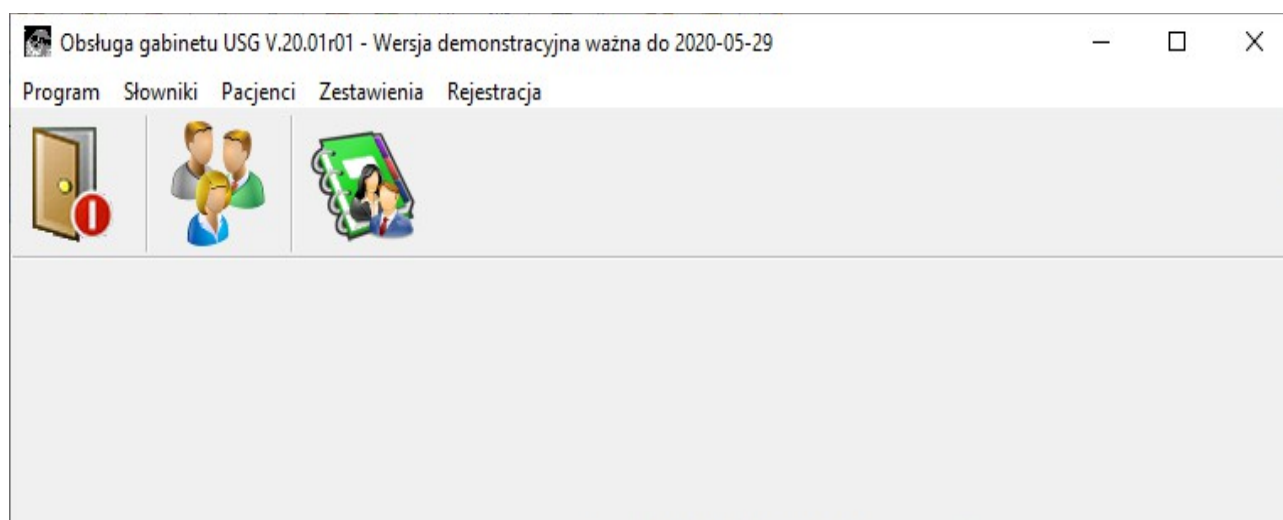 Obsługa gabinetu USG V.20.01r01 - Wersja demonstracyjna ważna do 2020-05-29
Program Słowniki Pacjenci Zestawienia Rejestracja